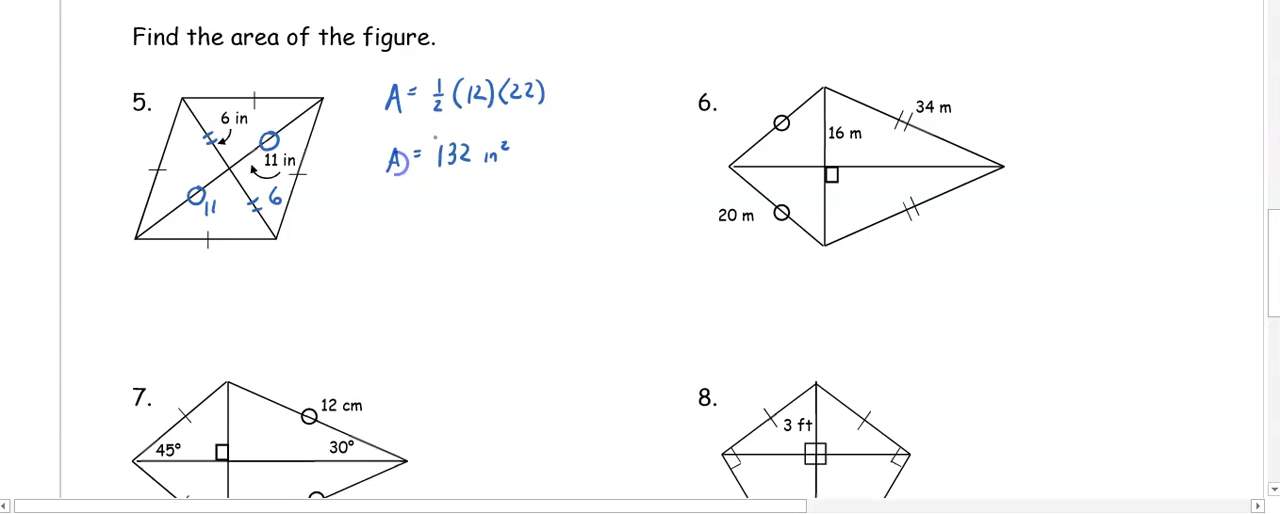 Find the area of the figure.
5.
6 in
11 in
11
6
A = 1/2 (12)(22)
A = 132 in²
6.
16 m
34 m
20 m
7.
45°
12 cm
30°
8.
3 ft